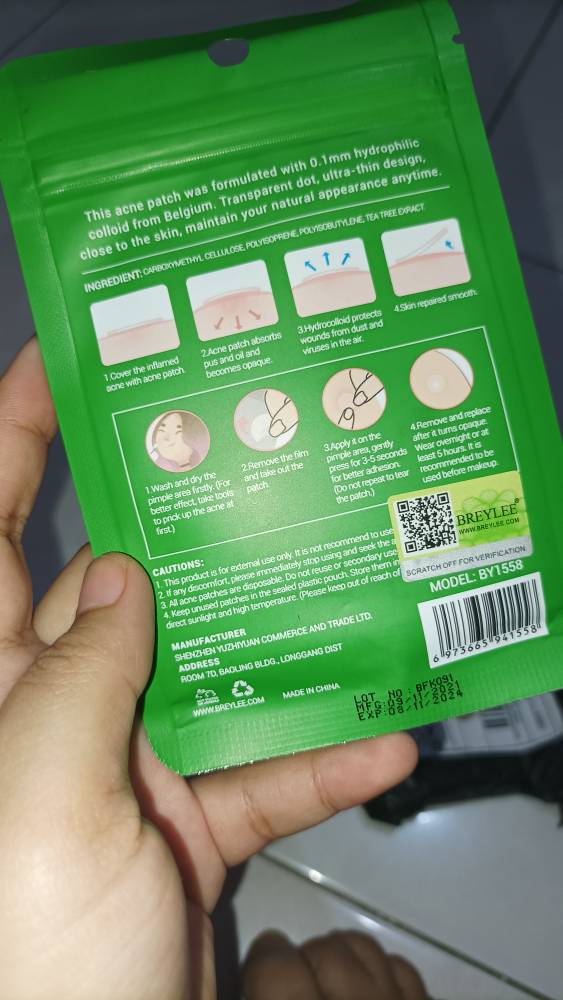 This acne patch was formulated with 0.1mm hydrophilic
colloid from Belgium. Transparent dot, ultra-thin design,
close to the skin, maintain your natural appearance anytime.
INGREDIENT: CARBOXYMETHYL CELLULOSE, POLYISOPRENE, POLYISOBUTYLENE, TEA TREE EXTRACT.
1.Cover the inflamed
acne with acne patch.
2.Acne patch absorbs
pus and oil and
becomes opaque.
3.Hydrocolloid protects
wounds from dust and
viruses in the air.
4.Skin repaired smooth.
1.Wash and dry the
pimple area firstly. (For
better effect, take tools
to prick up the acne at
first.)
2.Remove the film
and take out the
patch.
3.Apply it on the
pimple area, gently
press for 3-5 seconds
for better adhesion.
(Do not repeat to tear
the patch.)
4.Remove and replace
after it turns opaque.
Wear overnight or at
least 5 hours. It is
recommended to be
used before makeup.
CAUTIONS:
1. This product is for external use only. It is not recommended to use
2. If any discomfort, please immediately stop using and seek the
3. All acne patches are disposable. Do not reuse or secondary use
4. Keep unused patches in the sealed plastic pouch. Store them in
direct sunlight and high temperature. (Please keep out of reach of
BREYLEE®
WWW.BREYLEE.COM
SCRATCH OFF FOR VERIFICATION
MODEL: BY1558
6 973665 941558
MANUFACTURER
SHENZHEN YUZHIYUAN COMMERCE AND TRADE LTD.
ADDRESS
ROOM 7D, BAOLING BLDG., LONGGANG DIST
WWW.BREYLEE.COM
MADE IN CHINA
LOT NO: BFK091
MFG:09/11/2021
EXP:08/11/2024